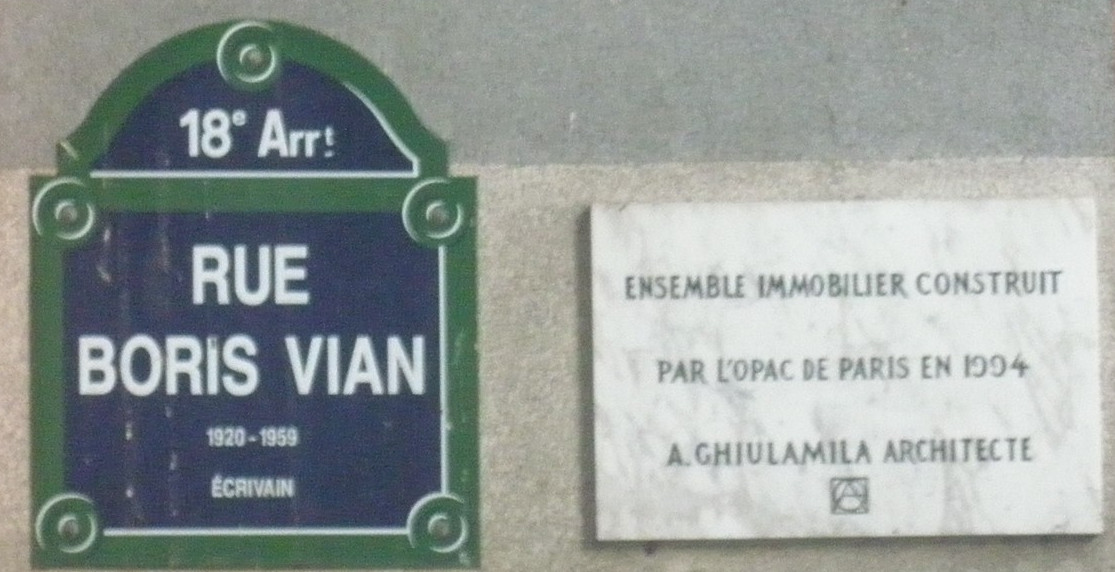 18e Arrt
RUE
BORIS VIAN
1920-1959
ÉCRIVAIN
ENSEMBLE IMMOBILIER CONSTRUIT
PAR L'OPAC DE PARIS EN 1994
A. GHIULAMILA ARCHITECTE